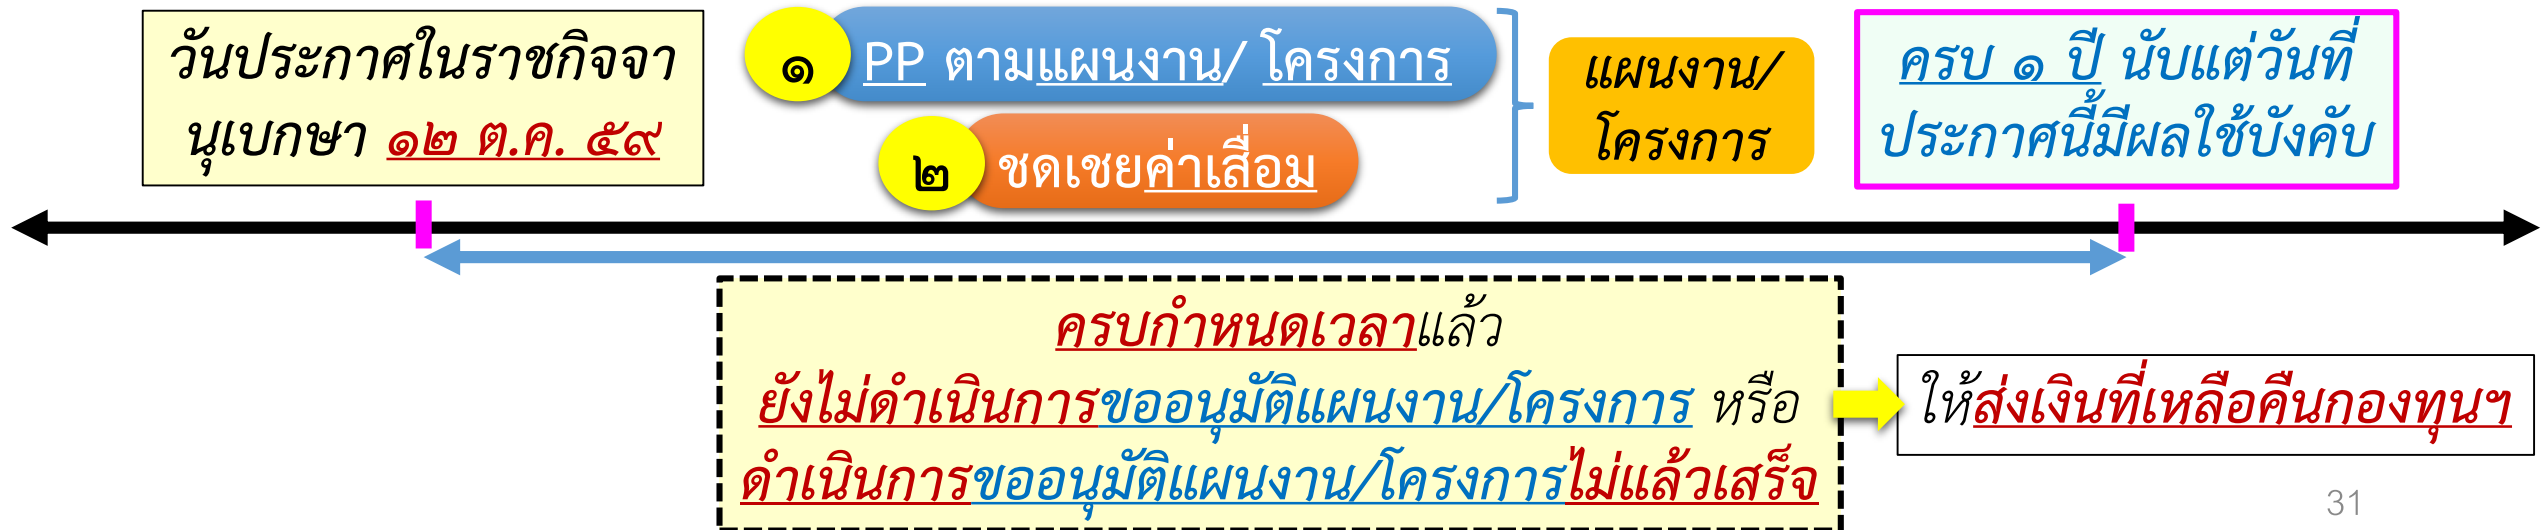 วันประกาศในราชกิจจา
นุเบกษา ๑๒ ต.ค. ๕๙
๑ PP ตามแผนงาน/ โครงการ
๒ ชดเชยค่าเสื่อม
แผนงาน/
โครงการ
ครบ ๑ ปี นับแต่วันที่
ประกาศนี้มีผลใช้บังคับ
ครบกำหนดเวลาแล้ว
ยังไม่ดำเนินการขออนุมัติแผนงาน/โครงการ หรือ
ดำเนินการขออนุมัติแผนงาน/โครงการไม่แล้วเสร็จ
ให้ส่งเงินที่เหลือคืนกองทุนฯ
31